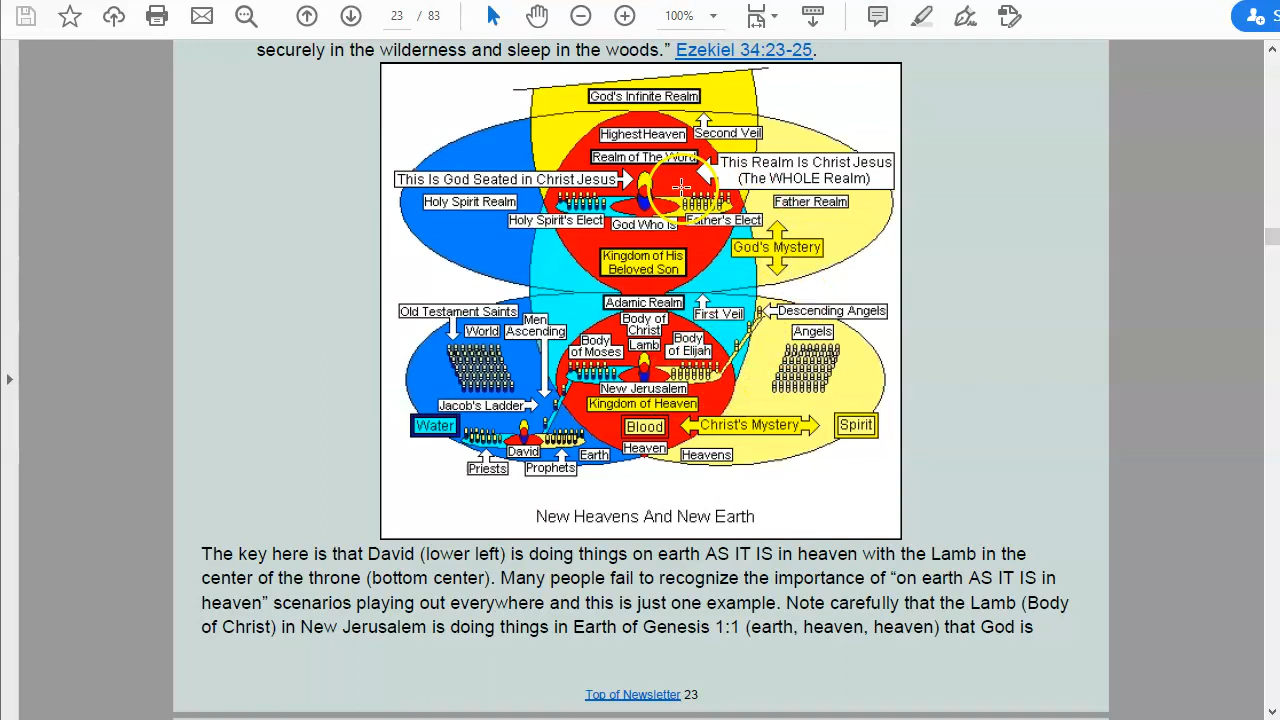 23 / 83
100%
S
securely in the wilderness and sleep in the woods.” Ezekiel 34:23-25.
God's Infinite Realm
Highest Heaven
Second Veil
Realm of The Word
This Realm Is Christ Jesus
(The WHOLE Realm)
This Is God Seated in Christ Jesus
Holy Spirit Realm
Father Realm
Holy Spirit's Elect
God Who Is
Father's Elect
God's Mystery
Kingdom of His
Beloved Son
Adamic Realm
Old Testament Saints
First Veil
Descending Angels
World
Men
Ascending
Body of
Christ
Angels
Body
of Moses
Lamb
Body
of Elijah
New Jerusalem
Jacob's Ladder
Kingdom of Heaven
Water
Blood
Christ's Mystery
Spirit
David
Earth
Heaven
Heavens
Priests
Prophets
New Heavens And New Earth
The key here is that David (lower left) is doing things on earth AS IT IS in heaven with the Lamb in the
center of the throne (bottom center). Many people fail to recognize the importance of “on earth AS IT IS in
heaven” scenarios playing out everywhere and this is just one example. Note carefully that the Lamb (Body
of Christ) in New Jerusalem is doing things in Earth of Genesis 1:1 (earth, heaven, heaven) that God is
Top of Newsletter 23